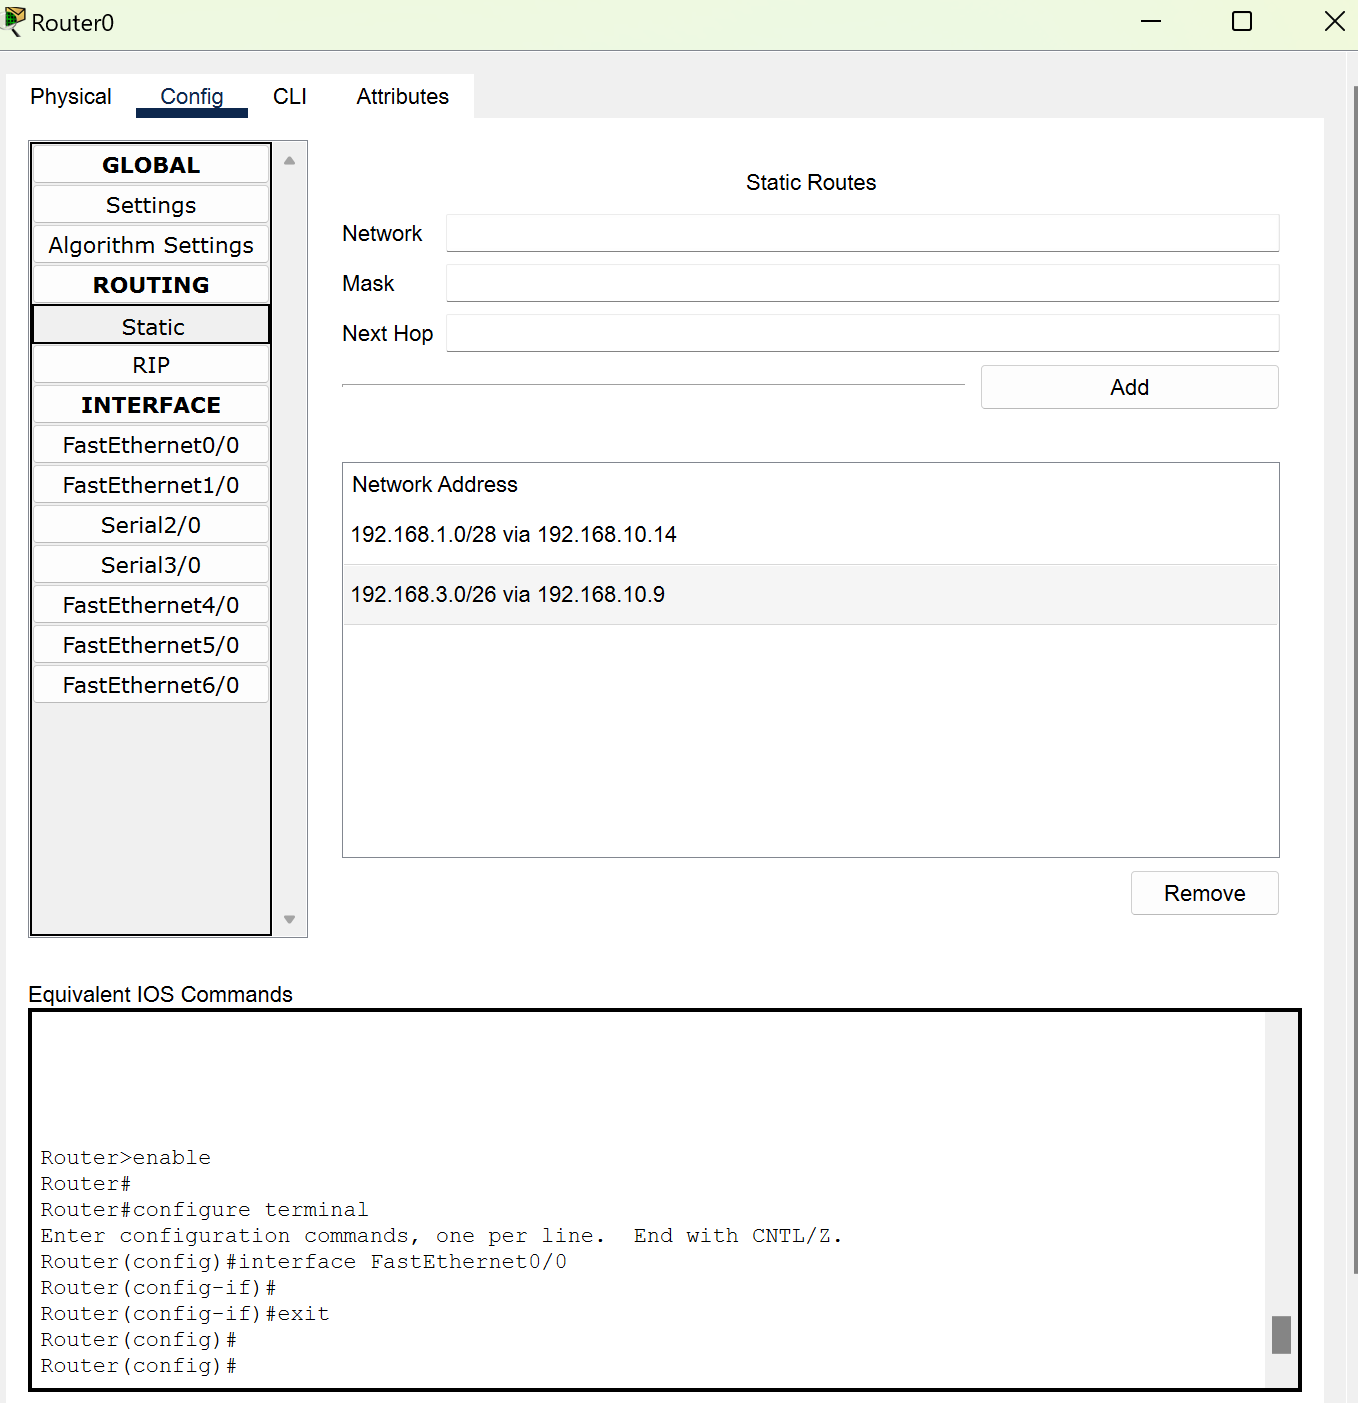 Router0
Physical Config CLI Attributes
GLOBAL
Settings
Algorithm Settings
ROUTING
Static
RIP
INTERFACE
FastEthernet0/0
FastEthernet1/0
Serial2/0
Serial3/0
FastEthernet4/0
FastEthernet5/0
FastEthernet6/0
Static Routes
Network
Mask
Next Hop
Add
Network Address
192.168.1.0/28 via 192.168.10.14
192.168.3.0/26 via 192.168.10.9
Remove
Equivalent IOS Commands
Router>enable
Router#
Router#configure terminal
Enter configuration commands, one per line.  End with CNTL/Z.
Router(config)#interface FastEthernet0/0
Router(config-if)#
Router(config-if)#exit
Router(config)#
Router(config)#